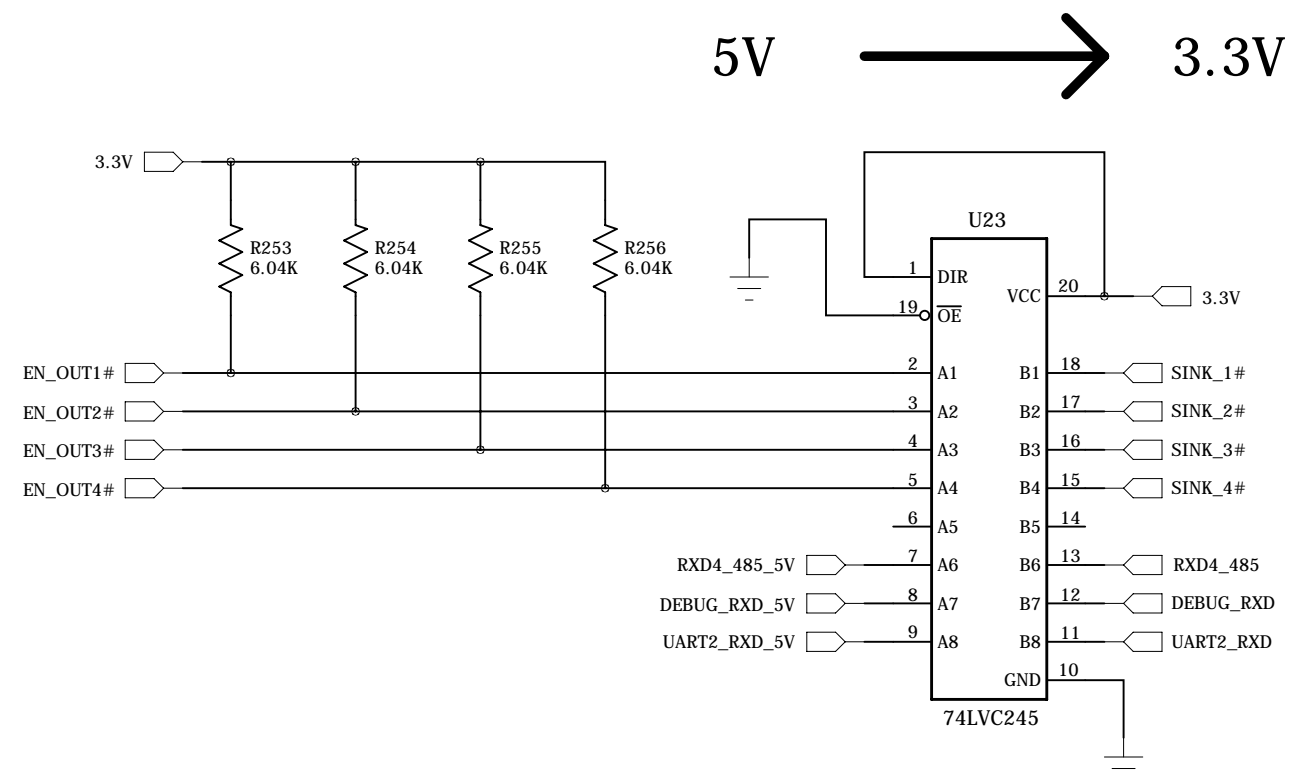 5V 3.3V
3.3V
R253 R254 R255 R256
6.04K 6.04K 6.04K 6.04K
U23
1 DIR
VCC 20 3.3V
19 OE
EN_OUT1# 2 A1 B1 18 SINK_1#
EN_OUT2# 3 A2 B2 17 SINK_2#
EN_OUT3# 4 A3 B3 16 SINK_3#
EN_OUT4# 5 A4 B4 15 SINK_4#
6 A5 B5 14
RXD4_485_5V 7 A6 B6 13 RXD4_485
DEBUG_RXD_5V 8 A7 B7 12 DEBUG_RXD
UART2_RXD_5V 9 A8 B8 11 UART2_RXD
GND 10
74LVC245